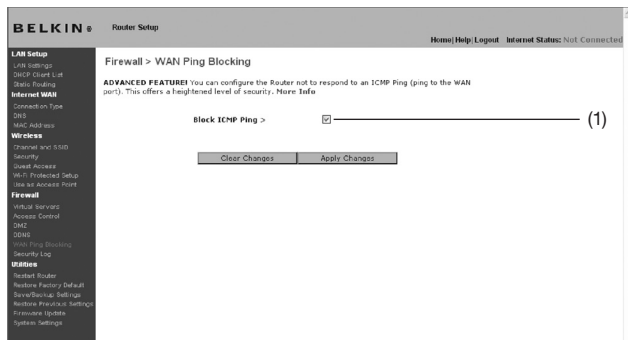 BELKIN®
Router Setup
Home|Help|Logout Internet Status: Not Connected
LAN Setup
LAN Settings
DHCP Client List
Static Routing
Internet WAN
Connection Type
DNS
MAC Address
Wireless
Channel and SSID
Security
Guest Access
Wi-Fi Protected Setup
Use as Access Point
Firewall
Virtual Servers
Access Control
DMZ
DDNS
WAN Ping Blocking
Security Log
Utilities
Restart Router
Restore Factory Default
Save/Backup Settings
Restore Previous Settings
Firmware Update
System Settings
Firewall > WAN Ping Blocking
ADVANCED FEATURE! You can configure the Router not to respond to an ICMP Ping (ping to the WAN
port). This offers a heightened level of security. More Info
Block ICMP Ping >
(1)
Clear Changes
Apply Changes